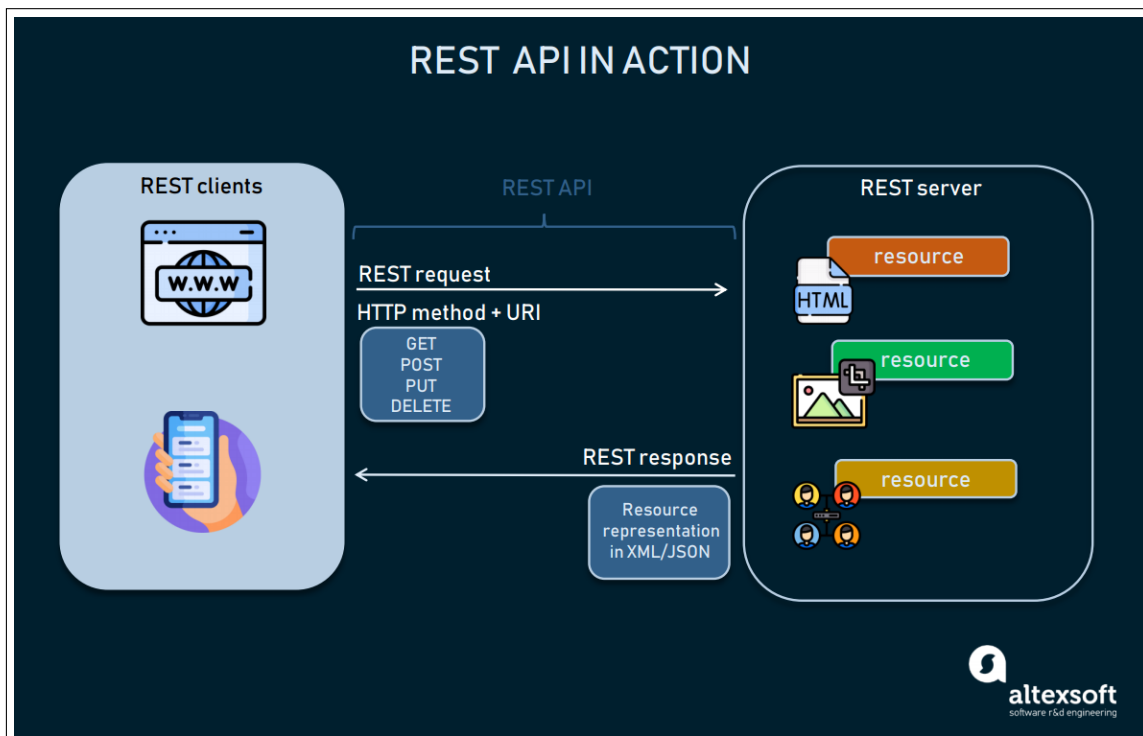 REST API IN ACTION
REST clients
W.W.W
REST API
REST request
HTTP method + URI
GET
POST
PUT
DELETE
REST response
Resource
representation
in XML/JSON
REST server
resource
HTML
resource
resource
altexsoft
software r&d engineering